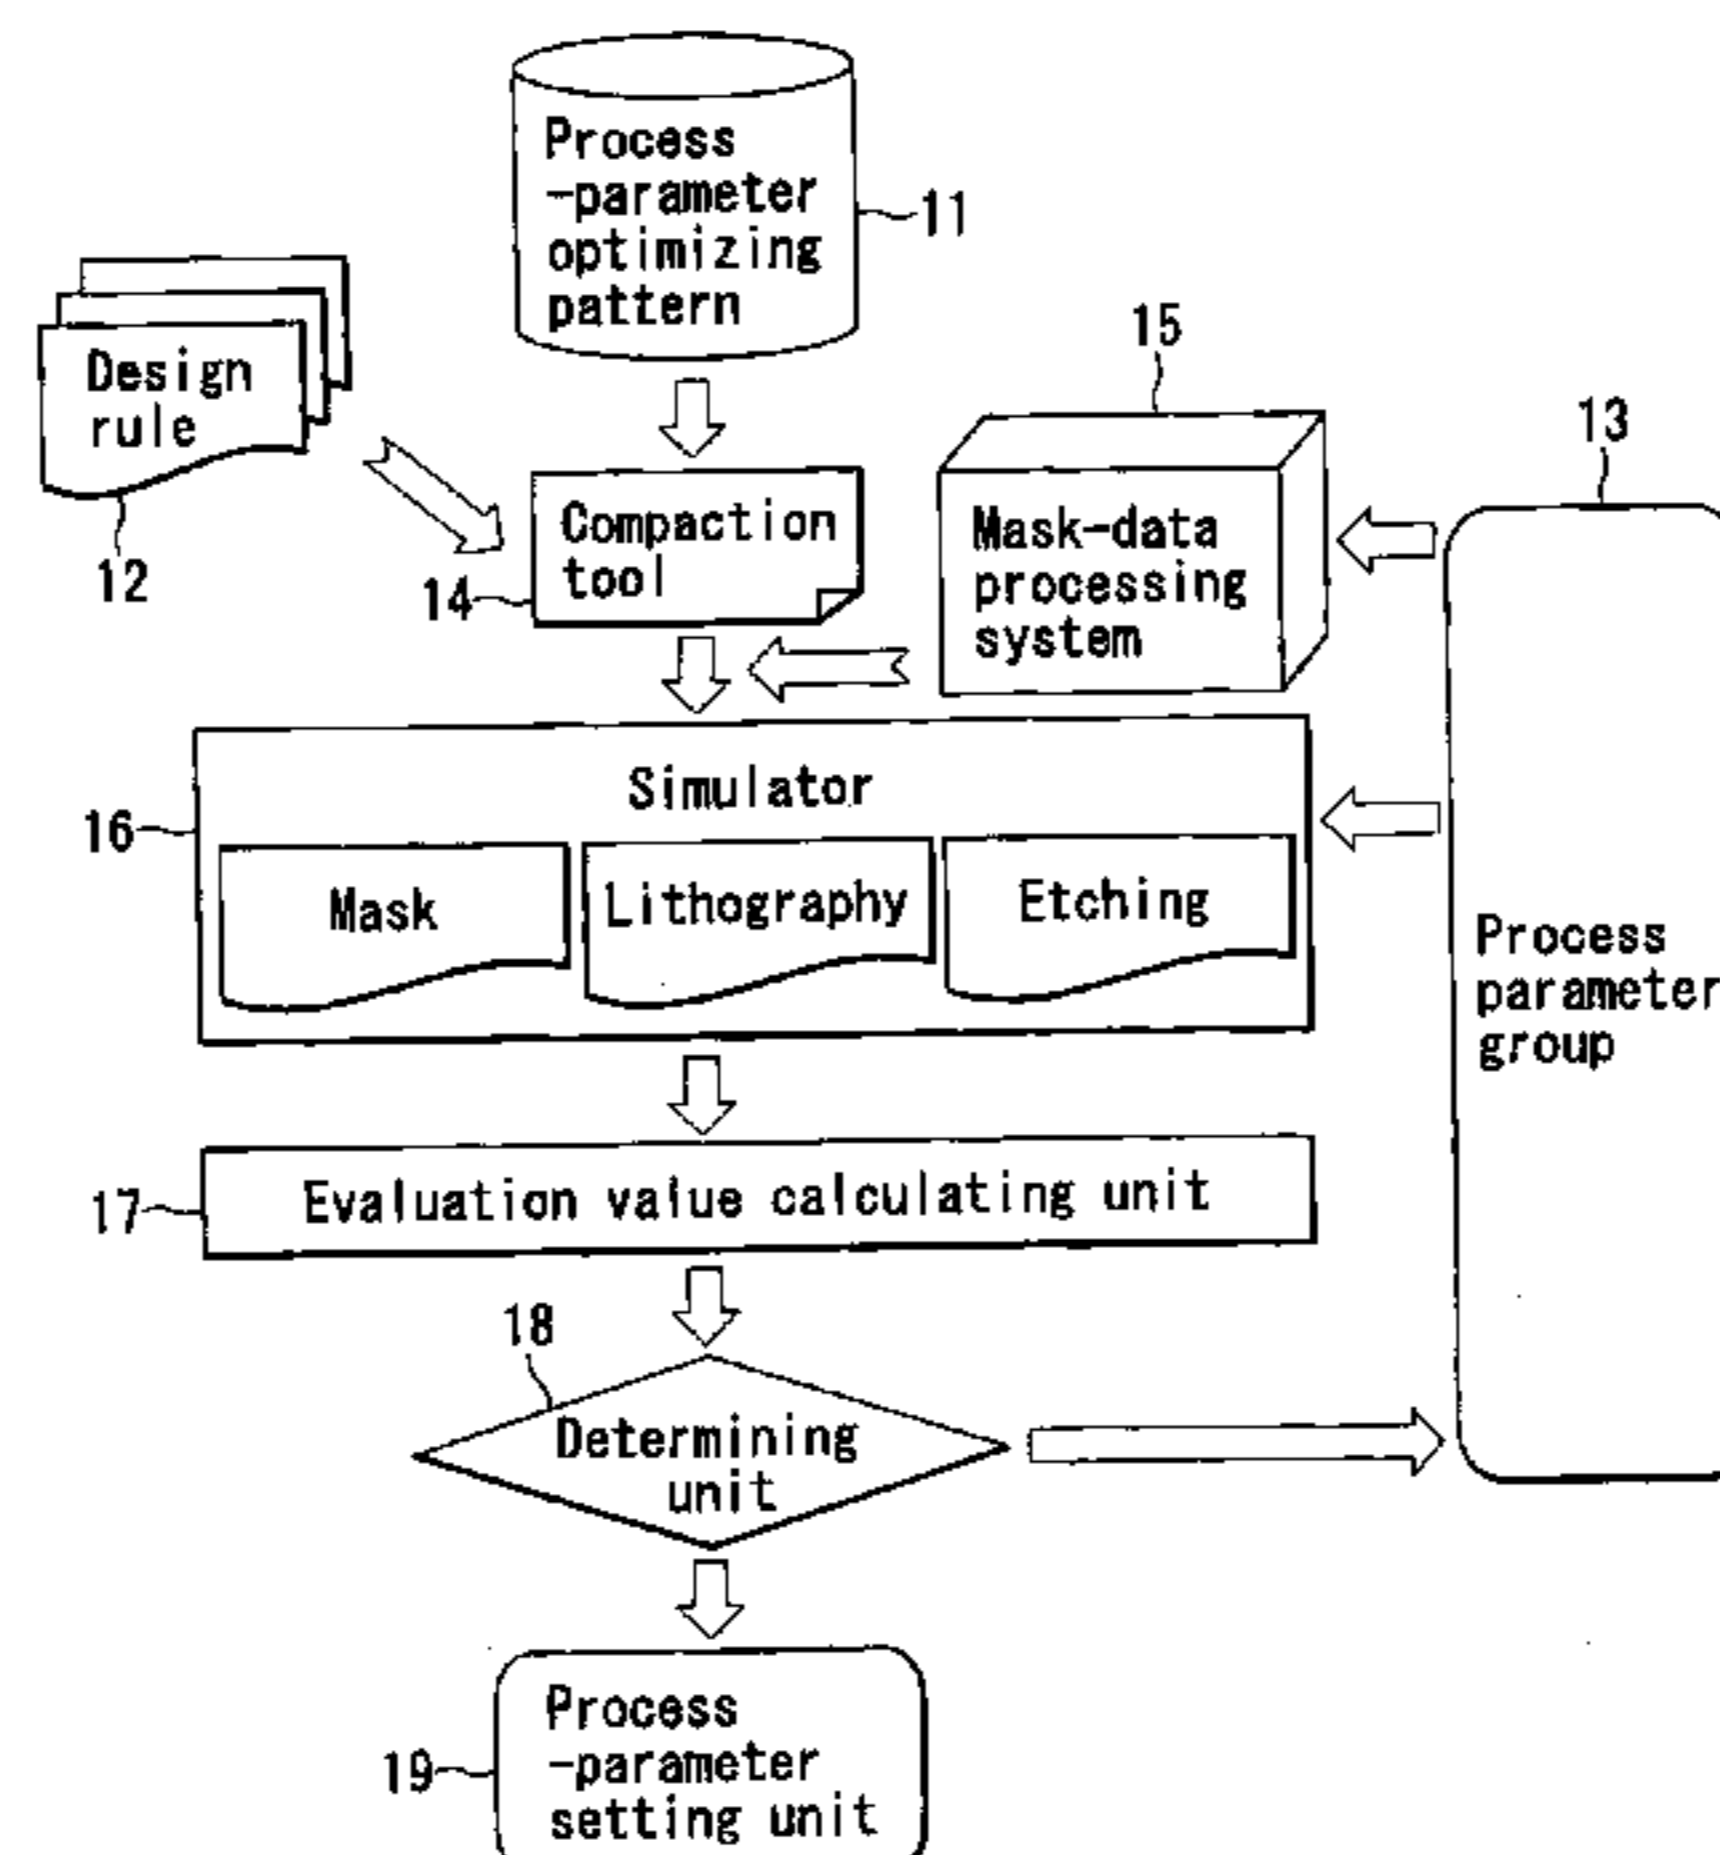 Process
-parameter
optimizing
pattern
11
Design
rule
12
15
13
Compaction
tool
14
Mask-data
processing
system
Simulator
16
Mask
Lithography
Etching
Process
parameter
group
Evaluation value calculating unit
17
18
Determining
unit
Process
-parameter
setting unit
19